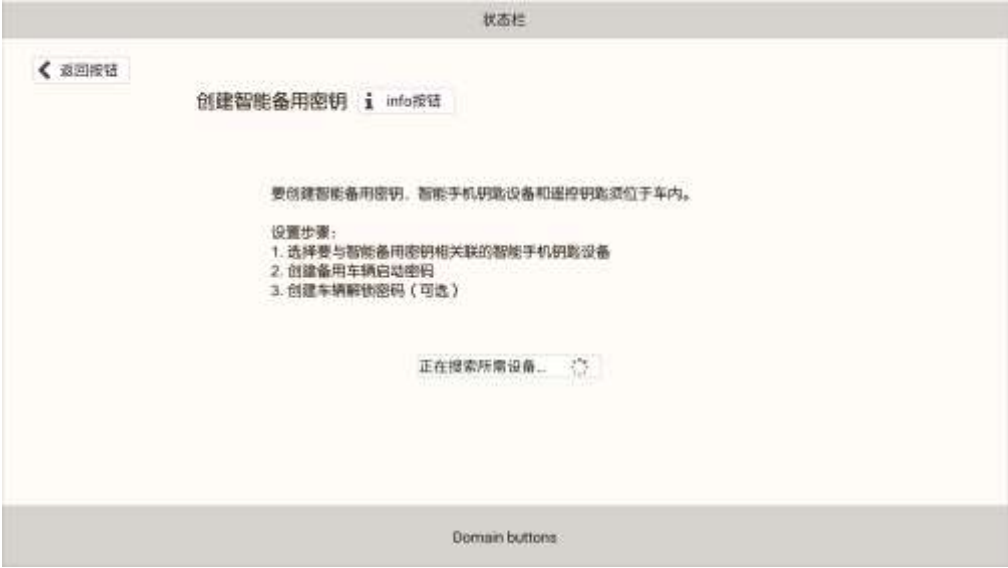 状态栏
返回按钮
创建智能备用密钥 i info按钮
要创建智能备用密钥，智能手机钥匙设备和遥控钥匙须位于车内。
设置步骤：
1. 选择要与智能备用密钥相关联的智能手机钥匙设备
2. 创建备用车辆启动密码
3. 创建车辆解锁密码（可选）
正在搜索所需设备...
Domain buttons